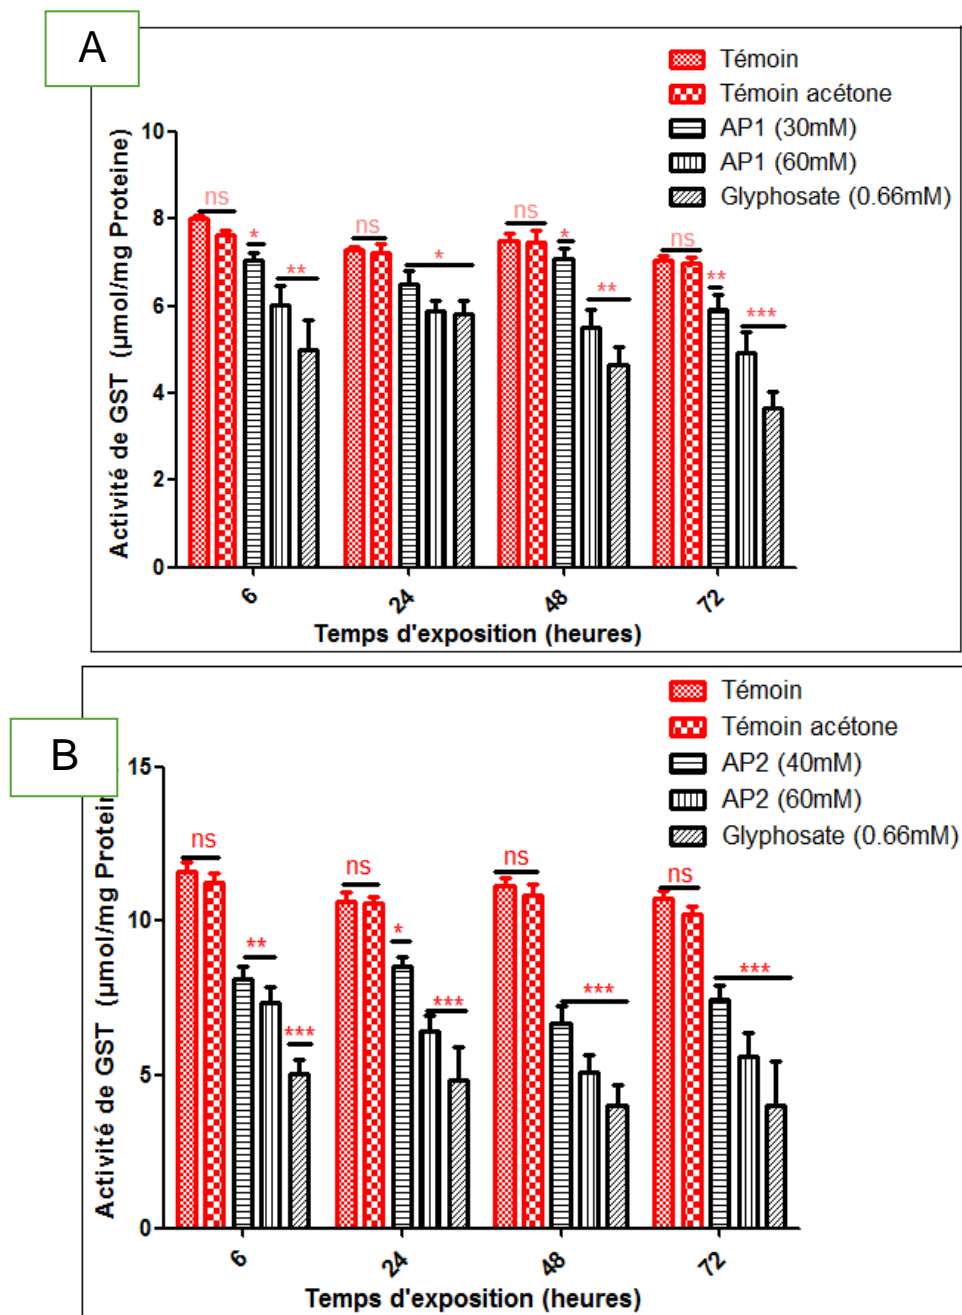 A
Témoin
Témoin acétone
AP1 (30mM)
AP1 (60mM)
Glyphosate (0.66mM)
Activité de GST (µmol/mg Proteine)
10
8
6
4
2
0
ns
*
**
ns
*
ns
*
**
ns
**
***
6
24
48
72
Temps d'exposition (heures)
B
Témoin
Témoin acétone
AP2 (40mM)
AP2 (60mM)
Glyphosate (0.66mM)
Activité de GST (µmol/mg Protein
15
10
5
0
ns
**
***
ns
*
***
ns
***
ns
***
6
24
48
72
Temps d'exposition (heures)